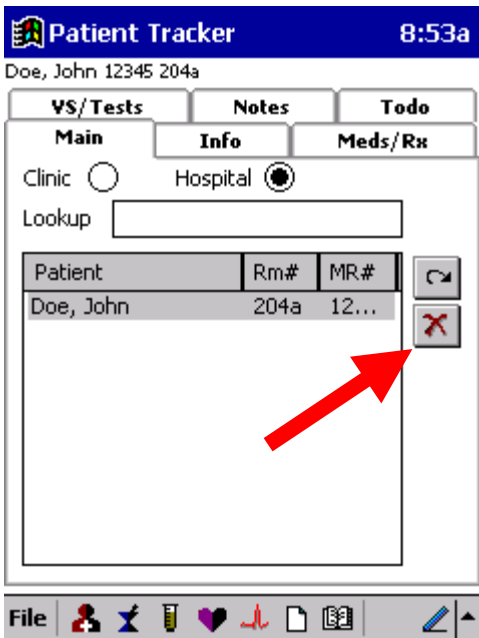 Patient Tracker 8:53a
Doe, John 12345 204a
VS/Tests Notes Todo
Main Info Meds/Rx
Clinic Hospital
Lookup
Patient Rm# MR#
Doe, John 204a 12...
File